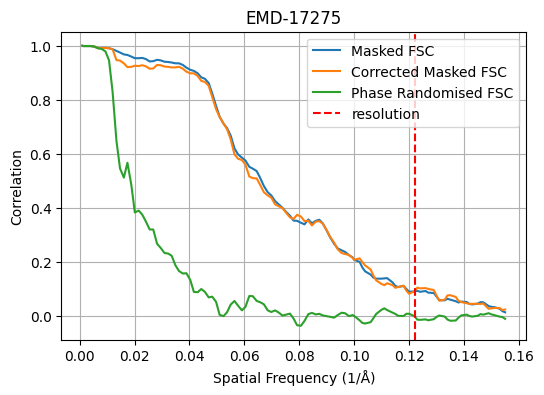 EMD-17275
Masked FSC
Corrected Masked FSC
Phase Randomised FSC
resolution
Correlation
1.0
0.8
0.6
0.4
0.2
0.0
0.00 0.02 0.04 0.06 0.08 0.10 0.12 0.14 0.16
Spatial Frequency (1/Å)